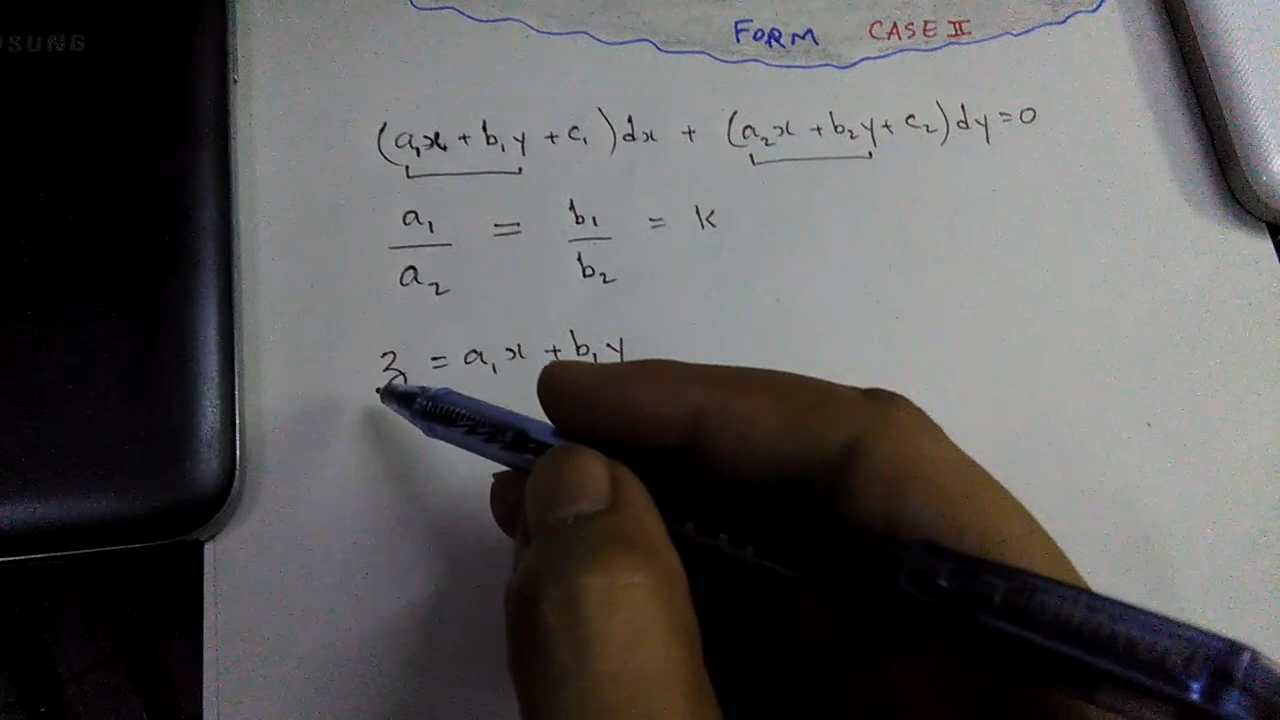 SUNG
FORM CASE II
(a₁x + b₁y + c₁)dx + (a₂x + b₂y + c₂)dy = 0
a₁/a₂ = b₁/b₂ = k
z = a₁x + b₁y